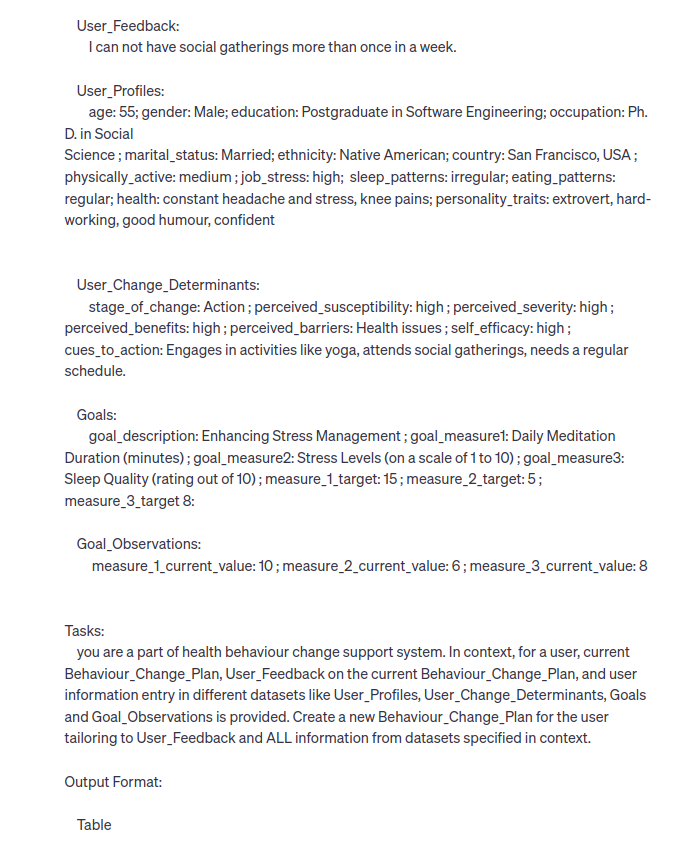 User_Feedback:
I can not have social gatherings more than once in a week.
User_Profiles:
age: 55; gender: Male; education: Postgraduate in Software Engineering; occupation: Ph.
D. in Social
Science ; marital_status: Married; ethnicity: Native American; country: San Francisco, USA ;
physically_active: medium ; job_stress: high;  sleep_patterns: irregular; eating_patterns:
regular; health: constant headache and stress, knee pains; personality_traits: extrovert, hard-
working, good humour, confident
User_Change_Determinants:
stage_of_change: Action ; perceived_susceptibility: high ; perceived_severity: high ;
perceived_benefits: high ; perceived_barriers: Health issues ; self_efficacy: high ;
cues_to_action: Engages in activities like yoga, attends social gatherings, needs a regular
schedule.
Goals:
goal_description: Enhancing Stress Management ; goal_measure1: Daily Meditation
Duration (minutes) ; goal_measure2: Stress Levels (on a scale of 1 to 10) ; goal_measure3:
Sleep Quality (rating out of 10) ; measure_1_target: 15 ; measure_2_target: 5 ;
measure_3_target 8:
Goal_Observations:
measure_1_current_value: 10 ; measure_2_current_value: 6 ; measure_3_current_value: 8
Tasks:
you are a part of health behaviour change support system. In context, for a user, current
Behaviour_Change_Plan, User_Feedback on the current Behaviour_Change_Plan, and user
information entry in different datasets like User_Profiles, User_Change_Determinants, Goals
and Goal_Observations is provided. Create a new Behaviour_Change_Plan for the user
tailoring to User_Feedback and ALL information from datasets specified in context.
Output Format:
Table